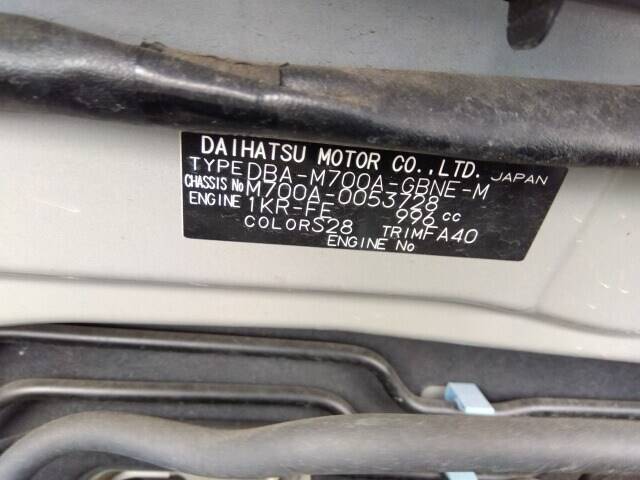 DAIHATSU MOTOR CO.,LTD. JAPAN
TYPE DBA-M700A-GBNE-M
CHASSIS No M700A-0053728
ENGINE 1KR-FE 996 cc
COLOR S28 TRIM FA40
ENGINE No